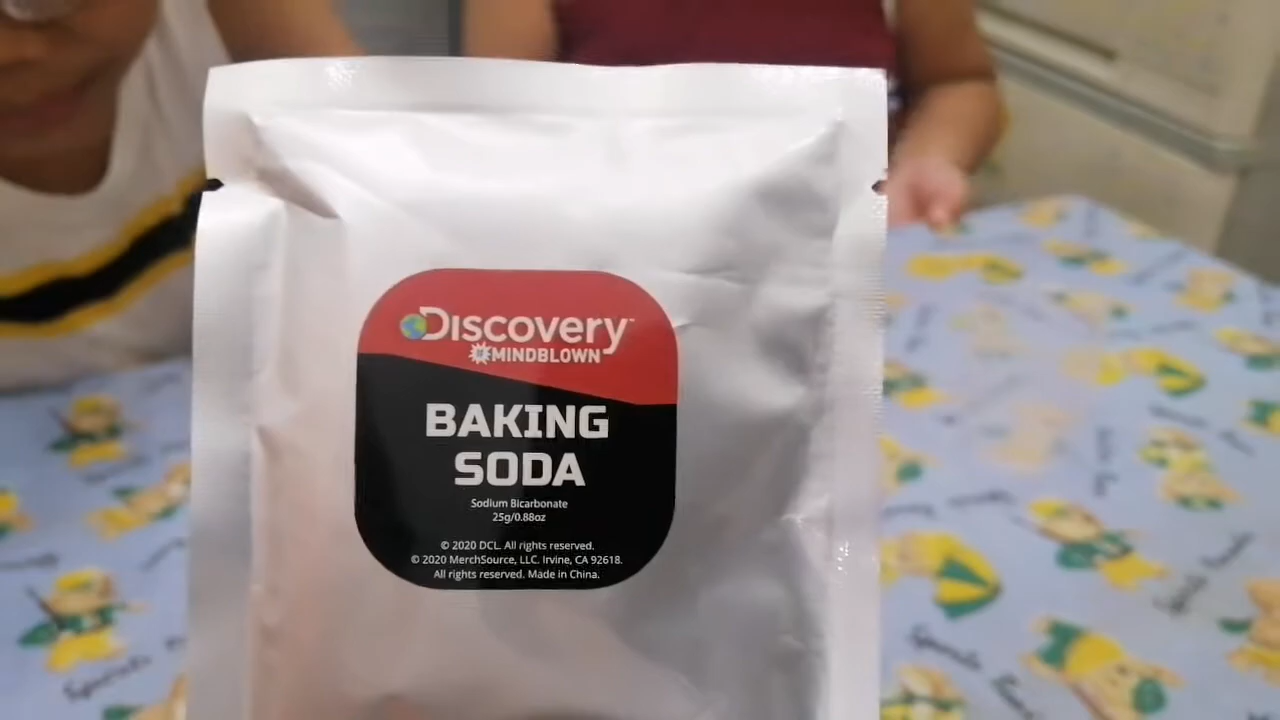 Discovery™
#MINDBLOWN
BAKING
SODA
Sodium Bicarbonate
25g/0.88oz
© 2020 DCL. All rights reserved.
© 2020 MerchSource, LLC. Irvine, CA 92618.
All rights reserved. Made in China.